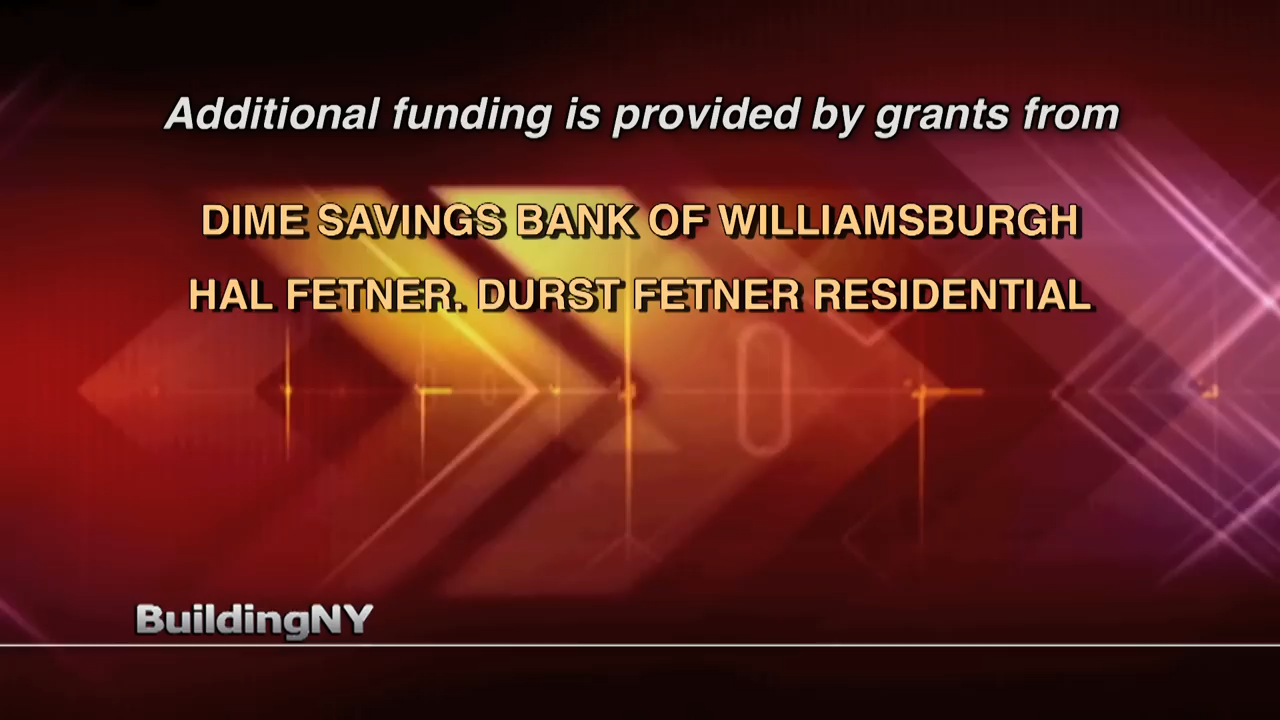 Additional funding is provided by grants from
DIME SAVINGS BANK OF WILLIAMSBURGH
HAL FETNER. DURST FETNER RESIDENTIAL
BuildingNY